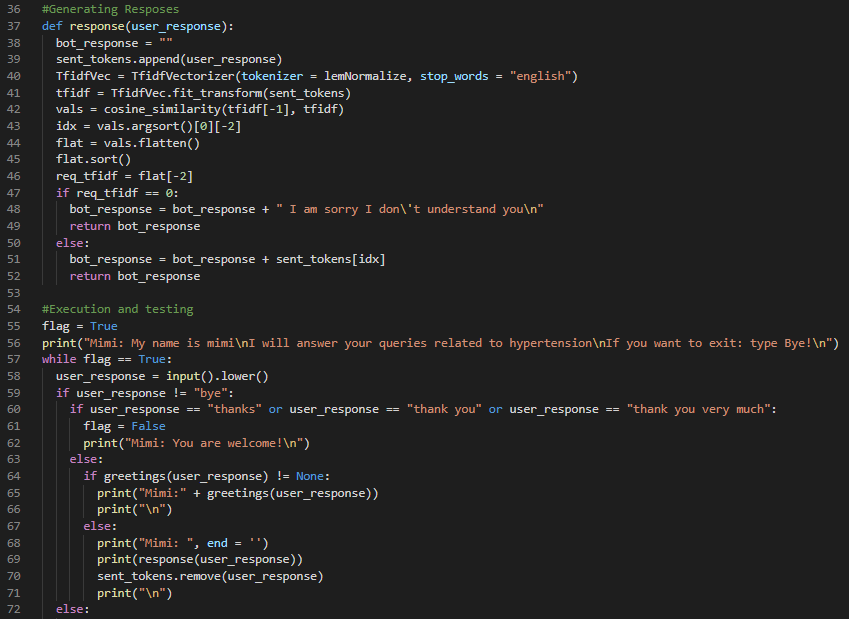 36 #Generating Resposes
37 def response(user_response):
38   bot_response = ""
39   sent_tokens.append(user_response)
40   TfidfVec = TfidfVectorizer(tokenizer = lemNormalize, stop_words = "english")
41   tfidf = TfidfVec.fit_transform(sent_tokens)
42   vals = cosine_similarity(tfidf[-1], tfidf)
43   idx = vals.argsort()[0][-2]
44   flat = vals.flatten()
45   flat.sort()
46   req_tfidf = flat[-2]
47   if req_tfidf == 0:
48     bot_response = bot_response + " I am sorry I don\'t understand you\n"
49     return bot_response
50   else:
51     bot_response = bot_response + sent_tokens[idx]
52     return bot_response
53
54 #Execution and testing
55 flag = True
56 print("Mimi: My name is mimi\nI will answer your queries related to hypertension\nIf you want to exit: type Bye!\n")
57 while flag == True:
58   user_response = input().lower()
59   if user_response != "bye":
60     if user_response == "thanks" or user_response == "thank you" or user_response == "thank you very much":
61       flag = False
62       print("Mimi: You are welcome!\n")
63     else:
64       if greetings(user_response) != None:
65         print("Mimi:" + greetings(user_response))
66         print("\n")
67       else:
68         print("Mimi: ", end = '')
69         print(response(user_response))
70         sent_tokens.remove(user_response)
71         print("\n")
72   else: